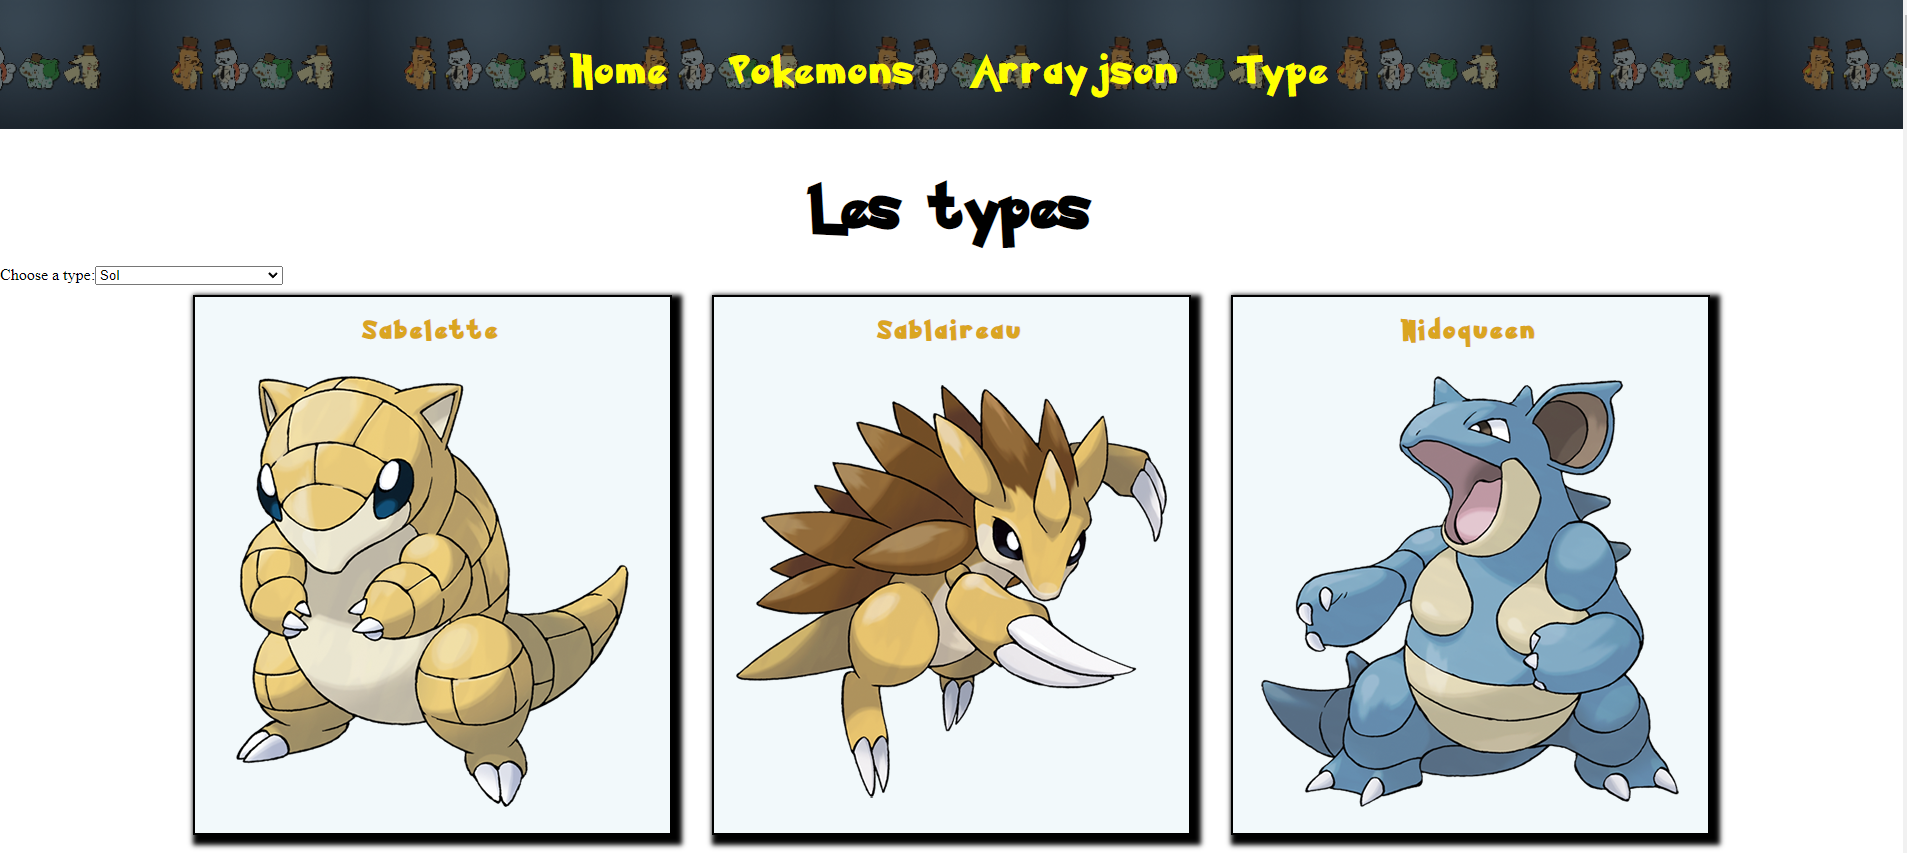 Home Pokemons Array json Type
Les types
Choose a type: Sol
Sabelette Sablaireau Nidoqueen